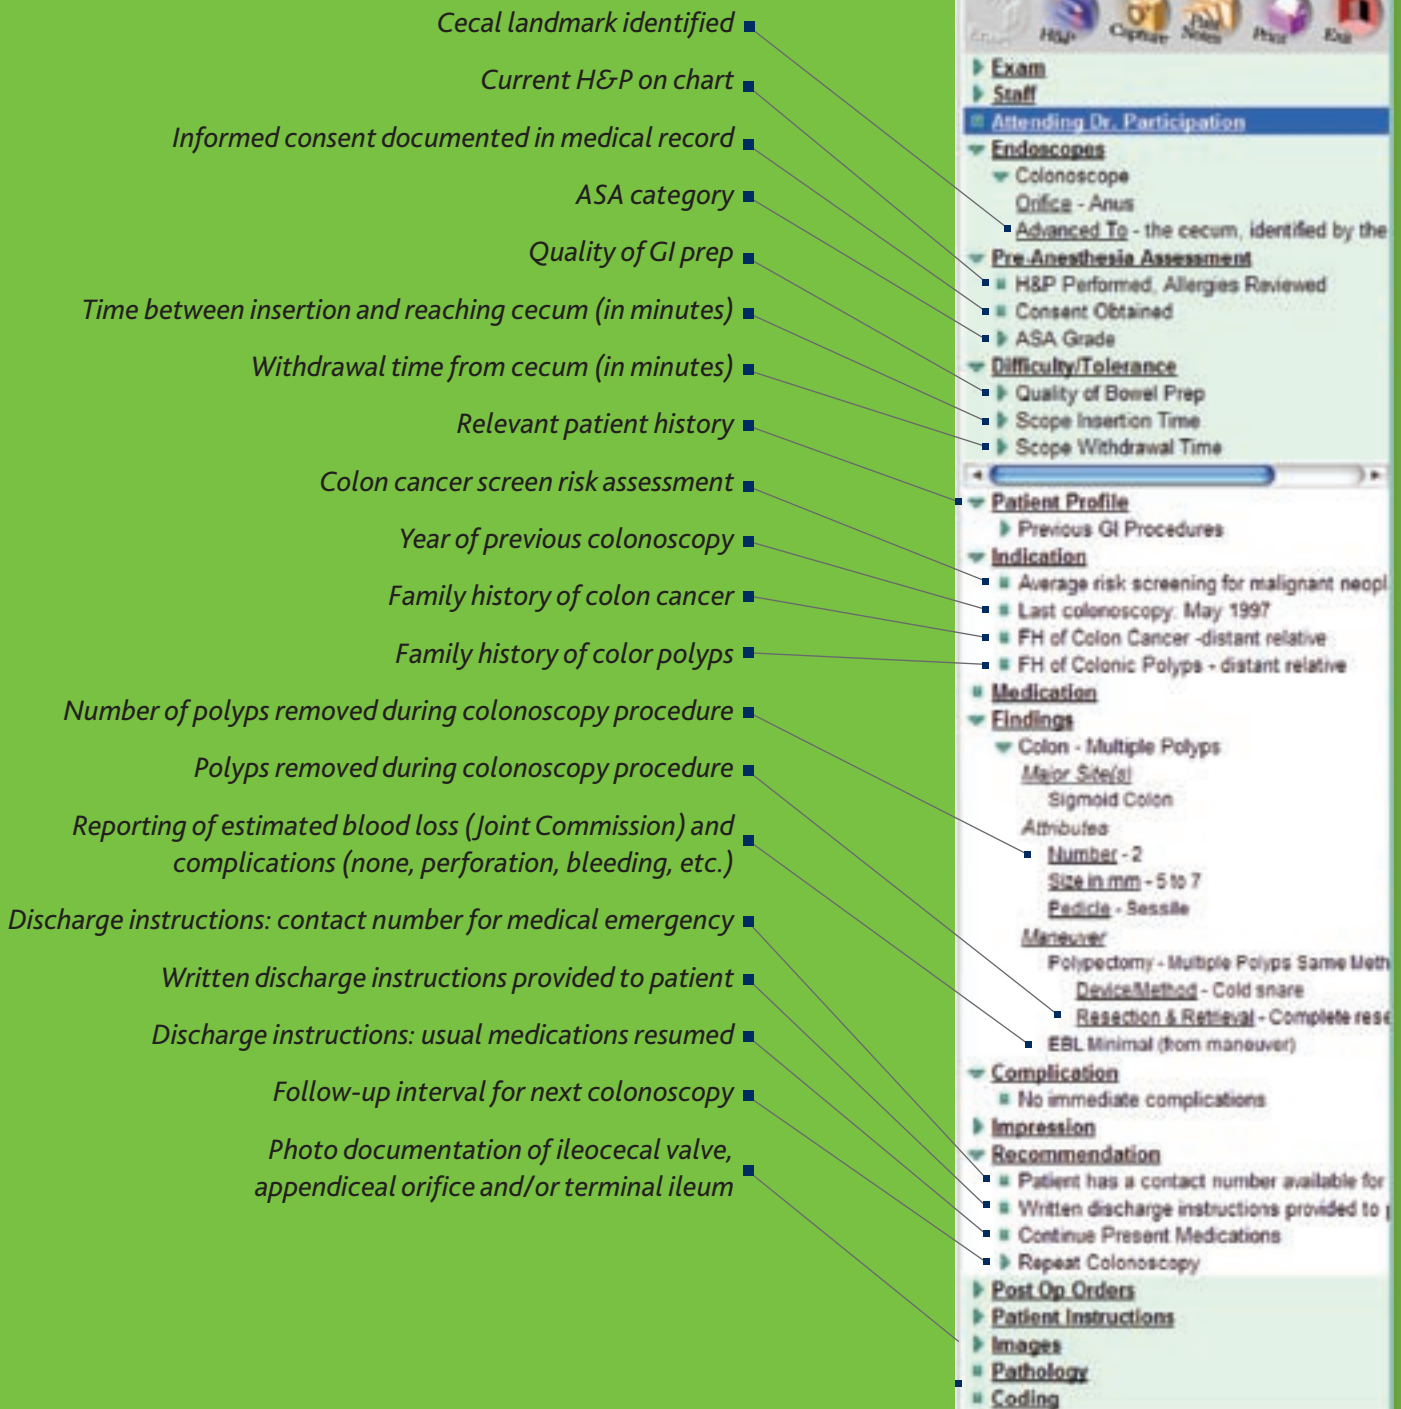 Cecal landmark identified
Current H&P on chart
Informed consent documented in medical record
ASA category
Quality of GI prep
Time between insertion and reaching cecum (in minutes)
Withdrawal time from cecum (in minutes)
Relevant patient history
Colon cancer screen risk assessment
Year of previous colonoscopy
Family history of colon cancer
Family history of color polyps
Number of polyps removed during colonoscopy procedure
Polyps removed during colonoscopy procedure
Reporting of estimated blood loss (Joint Commission) and
complications (none, perforation, bleeding, etc.)
Discharge instructions: contact number for medical emergency
Written discharge instructions provided to patient
Discharge instructions: usual medications resumed
Follow-up interval for next colonoscopy
Photo documentation of ileocecal valve,
appendiceal orifice and/or terminal ileum
H&P Capture Notes Print Exit
Exam
Staff
Attending Dr. Participation
Endoscopes
Colonoscope
Orifice - Anus
Advanced To - the cecum, identified by the
Pre-Anesthesia Assessment
H&P Performed, Allergies Reviewed
Consent Obtained
ASA Grade
Difficulty/Tolerance
Quality of Bowel Prep
Scope Insertion Time
Scope Withdrawal Time
Patient Profile
Previous GI Procedures
Indication
Average risk screening for malignant neopl
Last colonoscopy: May 1997
FH of Colon Cancer -distant relative
FH of Colonic Polyps - distant relative
Medication
Findings
Colon - Multiple Polyps
Major Site(s)
Sigmoid Colon
Attributes
Number - 2
Size in mm - 5 to 7
Pedicle - Sessile
Maneuver
Polypectomy - Multiple Polyps Same Meth
Device/Method - Cold snare
Resection & Retrieval - Complete rese
EBL Minimal (from maneuver)
Complication
No immediate complications
Impression
Recommendation
Patient has a contact number available for
Written discharge instructions provided to p
Continue Present Medications
Repeat Colonoscopy
Post Op Orders
Patient Instructions
Images
Pathology
Coding